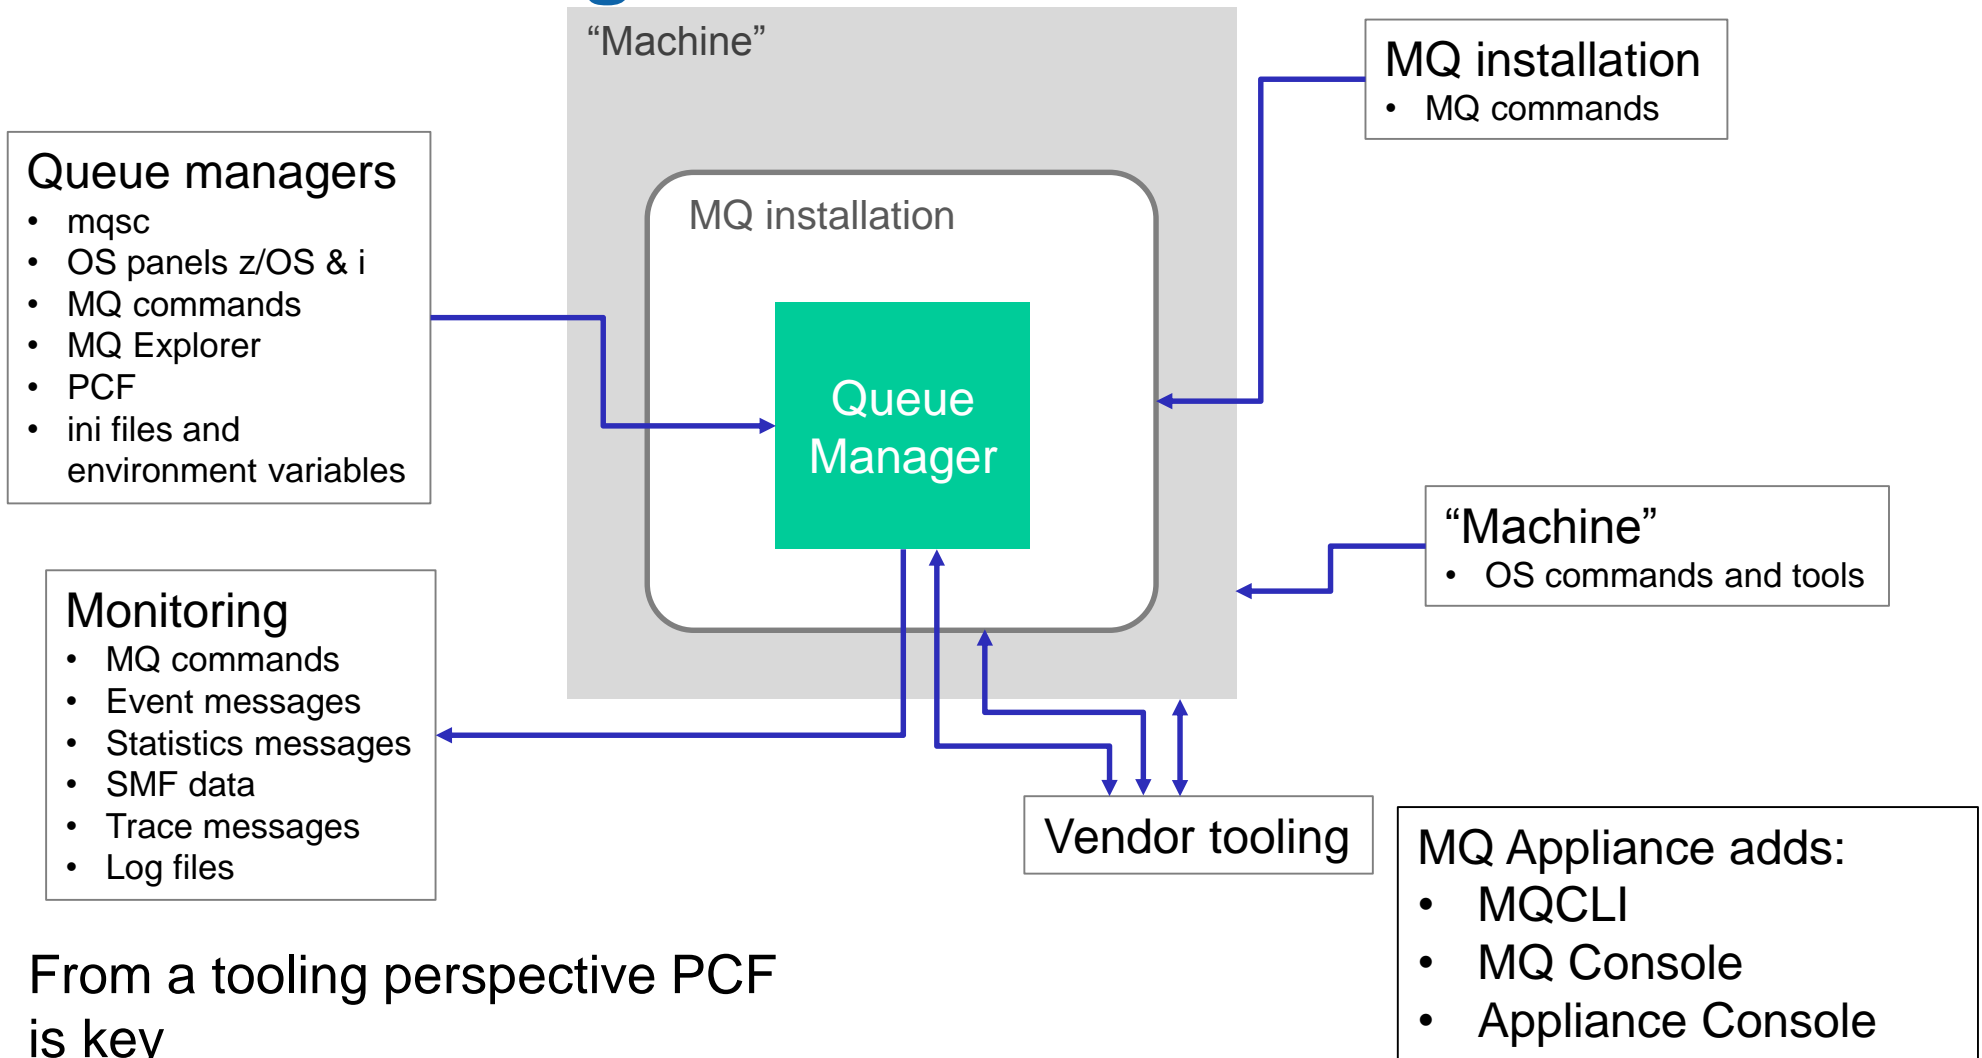 “Machine”
MQ installation
• MQ commands
Queue managers
• mqsc
• OS panels z/OS & i
• MQ commands
• MQ Explorer
• PCF
• ini files and
environment variables
MQ installation
Queue
Manager
“Machine”
• OS commands and tools
Monitoring
• MQ commands
• Event messages
• Statistics messages
• SMF data
• Trace messages
• Log files
Vendor tooling
MQ Appliance adds:
• MQCLI
• MQ Console
• Appliance Console
From a tooling perspective PCF
is key